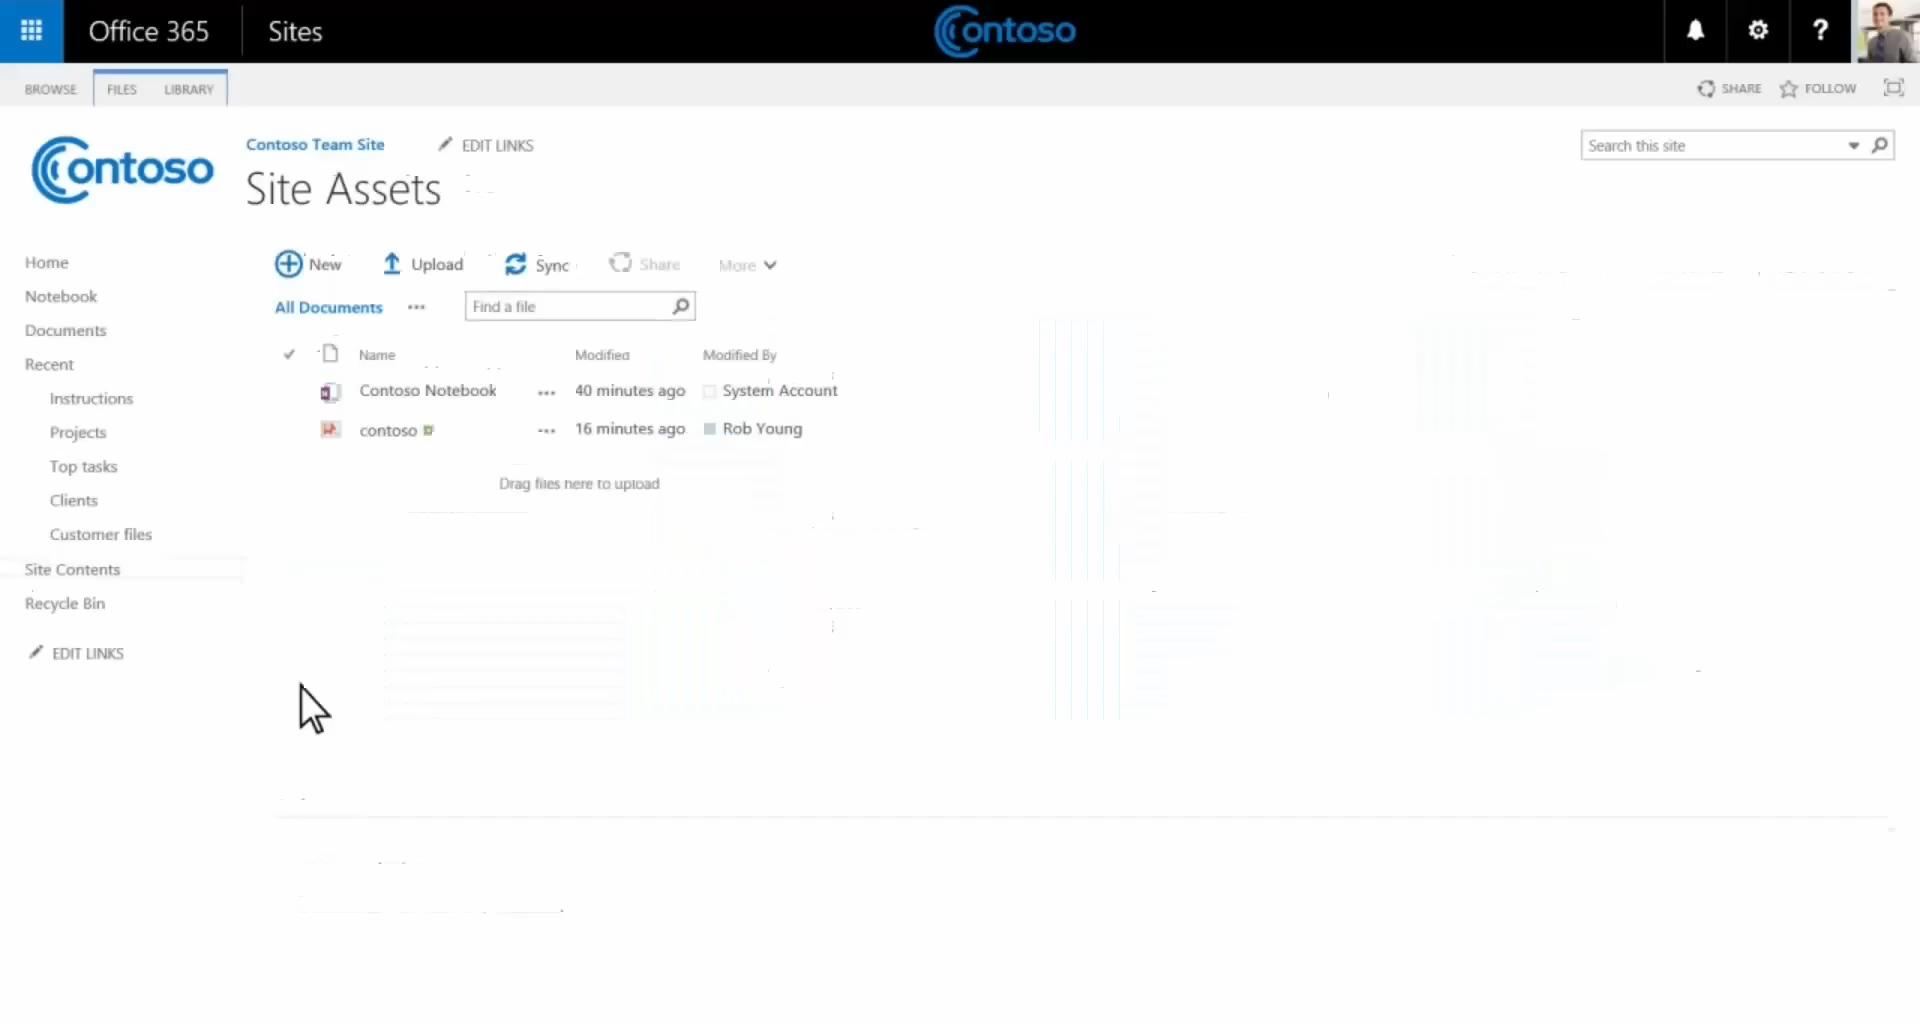 Office 365 Sites Contoso ?
BROWSE FILES LIBRARY SHARE FOLLOW
Contoso
Contoso Team Site EDIT LINKS Search this site
Site Assets
Home
Notebook
Documents
Recent
Instructions
Projects
Top tasks
Clients
Customer files
Site Contents
Recycle Bin
EDIT LINKS
New Upload Sync Share More
All Documents ... Find a file
Name Modified Modified By
Contoso Notebook ... 40 minutes ago System Account
contoso ... 16 minutes ago Rob Young
Drag files here to upload